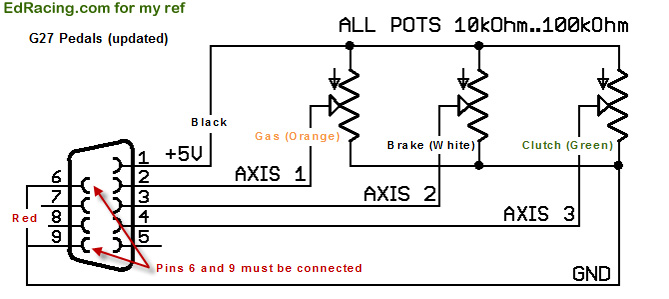 EdRacing.com for my ref
G27 Pedals (updated)
ALL POTS 10kOhm..100kOhm
Black
Gas (Orange)
Brake (White)
Clutch (Green)
1
+5V
6
2
AXIS 1
7
3
AXIS 2
Red
8
4
AXIS 3
9
5
Pins 6 and 9 must be connected
GND